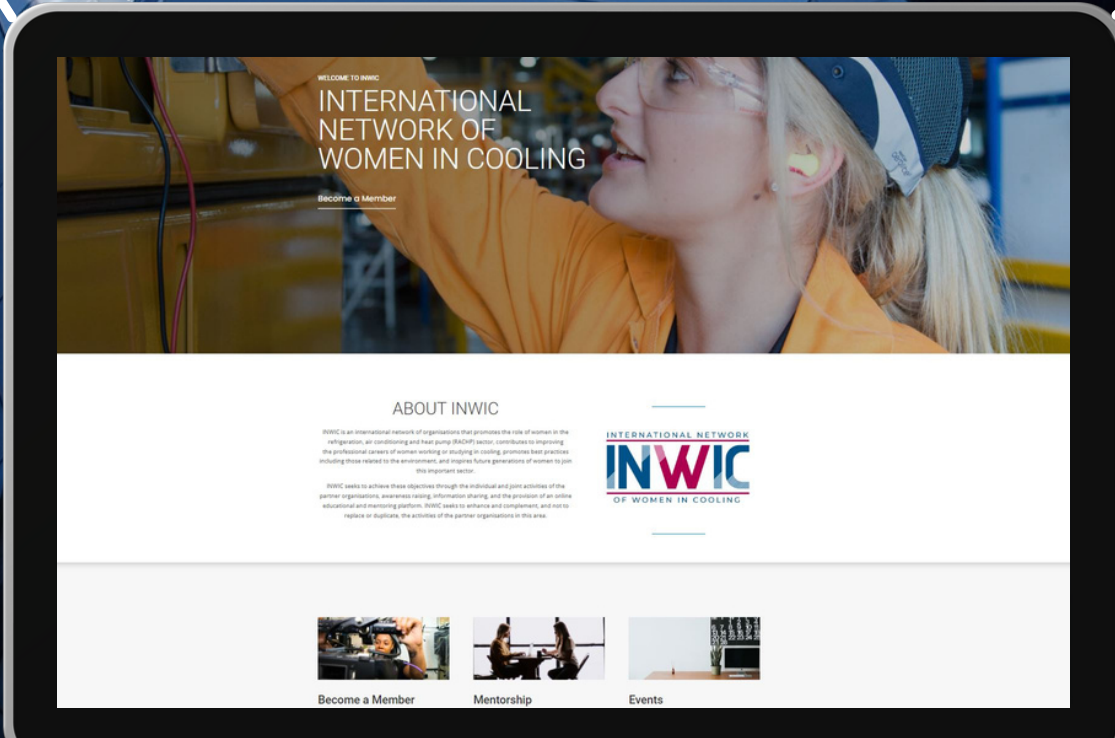 WELCOME TO INWIC
INTERNATIONAL
NETWORK OF
WOMEN IN COOLING
Become a Member
ABOUT INWIC
INWIC is an international network of organisations that promotes the role of women in the
refrigeration, air conditioning and heat pump (RACHP) sector, contributes to improving
the professional careers of women working or studying in cooling, promotes best practices
including those related to the environment, and inspires future generations of women to join
this important sector.
INWIC seeks to achieve these objectives through the individual and joint activities of the
partner organisations, awareness raising, information sharing, and the provision of an online
educational and mentoring platform. INWIC seeks to enhance and complement, and not to
replace or duplicate, the activities of the partner organisations in this area.
INTERNATIONAL NETWORK
INWIC
OF WOMEN IN COOLING
Become a Member
Mentorship
Events